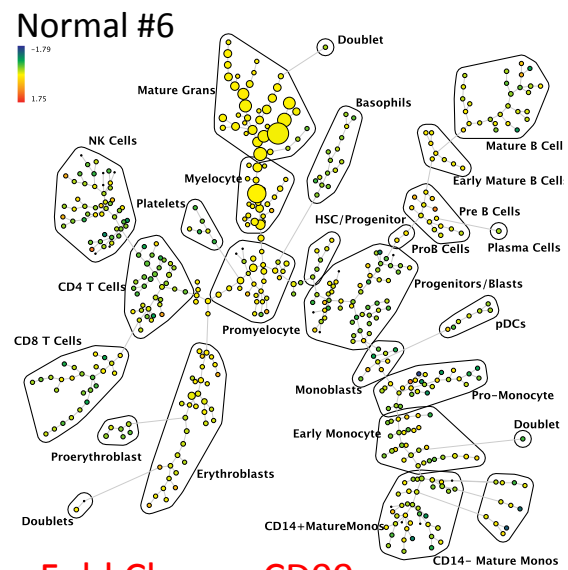 Normal #6
-1.79
1.75
Doublet
Mature Grans
Basophils
Mature B Cell
NK Cells
Early Mature B Cell
Myelocyte
Platelets
HSC/Progenitor
Pre B Cells
ProB Cells
Plasma Cells
CD4 T Cells
Progenitors/Blasts
pDCs
Promyelocyte
CD8 T Cells
Monoblasts
Pro-Monocyte
Early Monocyte
Doublet
Proerythroblast
Erythroblasts
Doublets
CD14+MatureMonos
CD14- Mature Monos